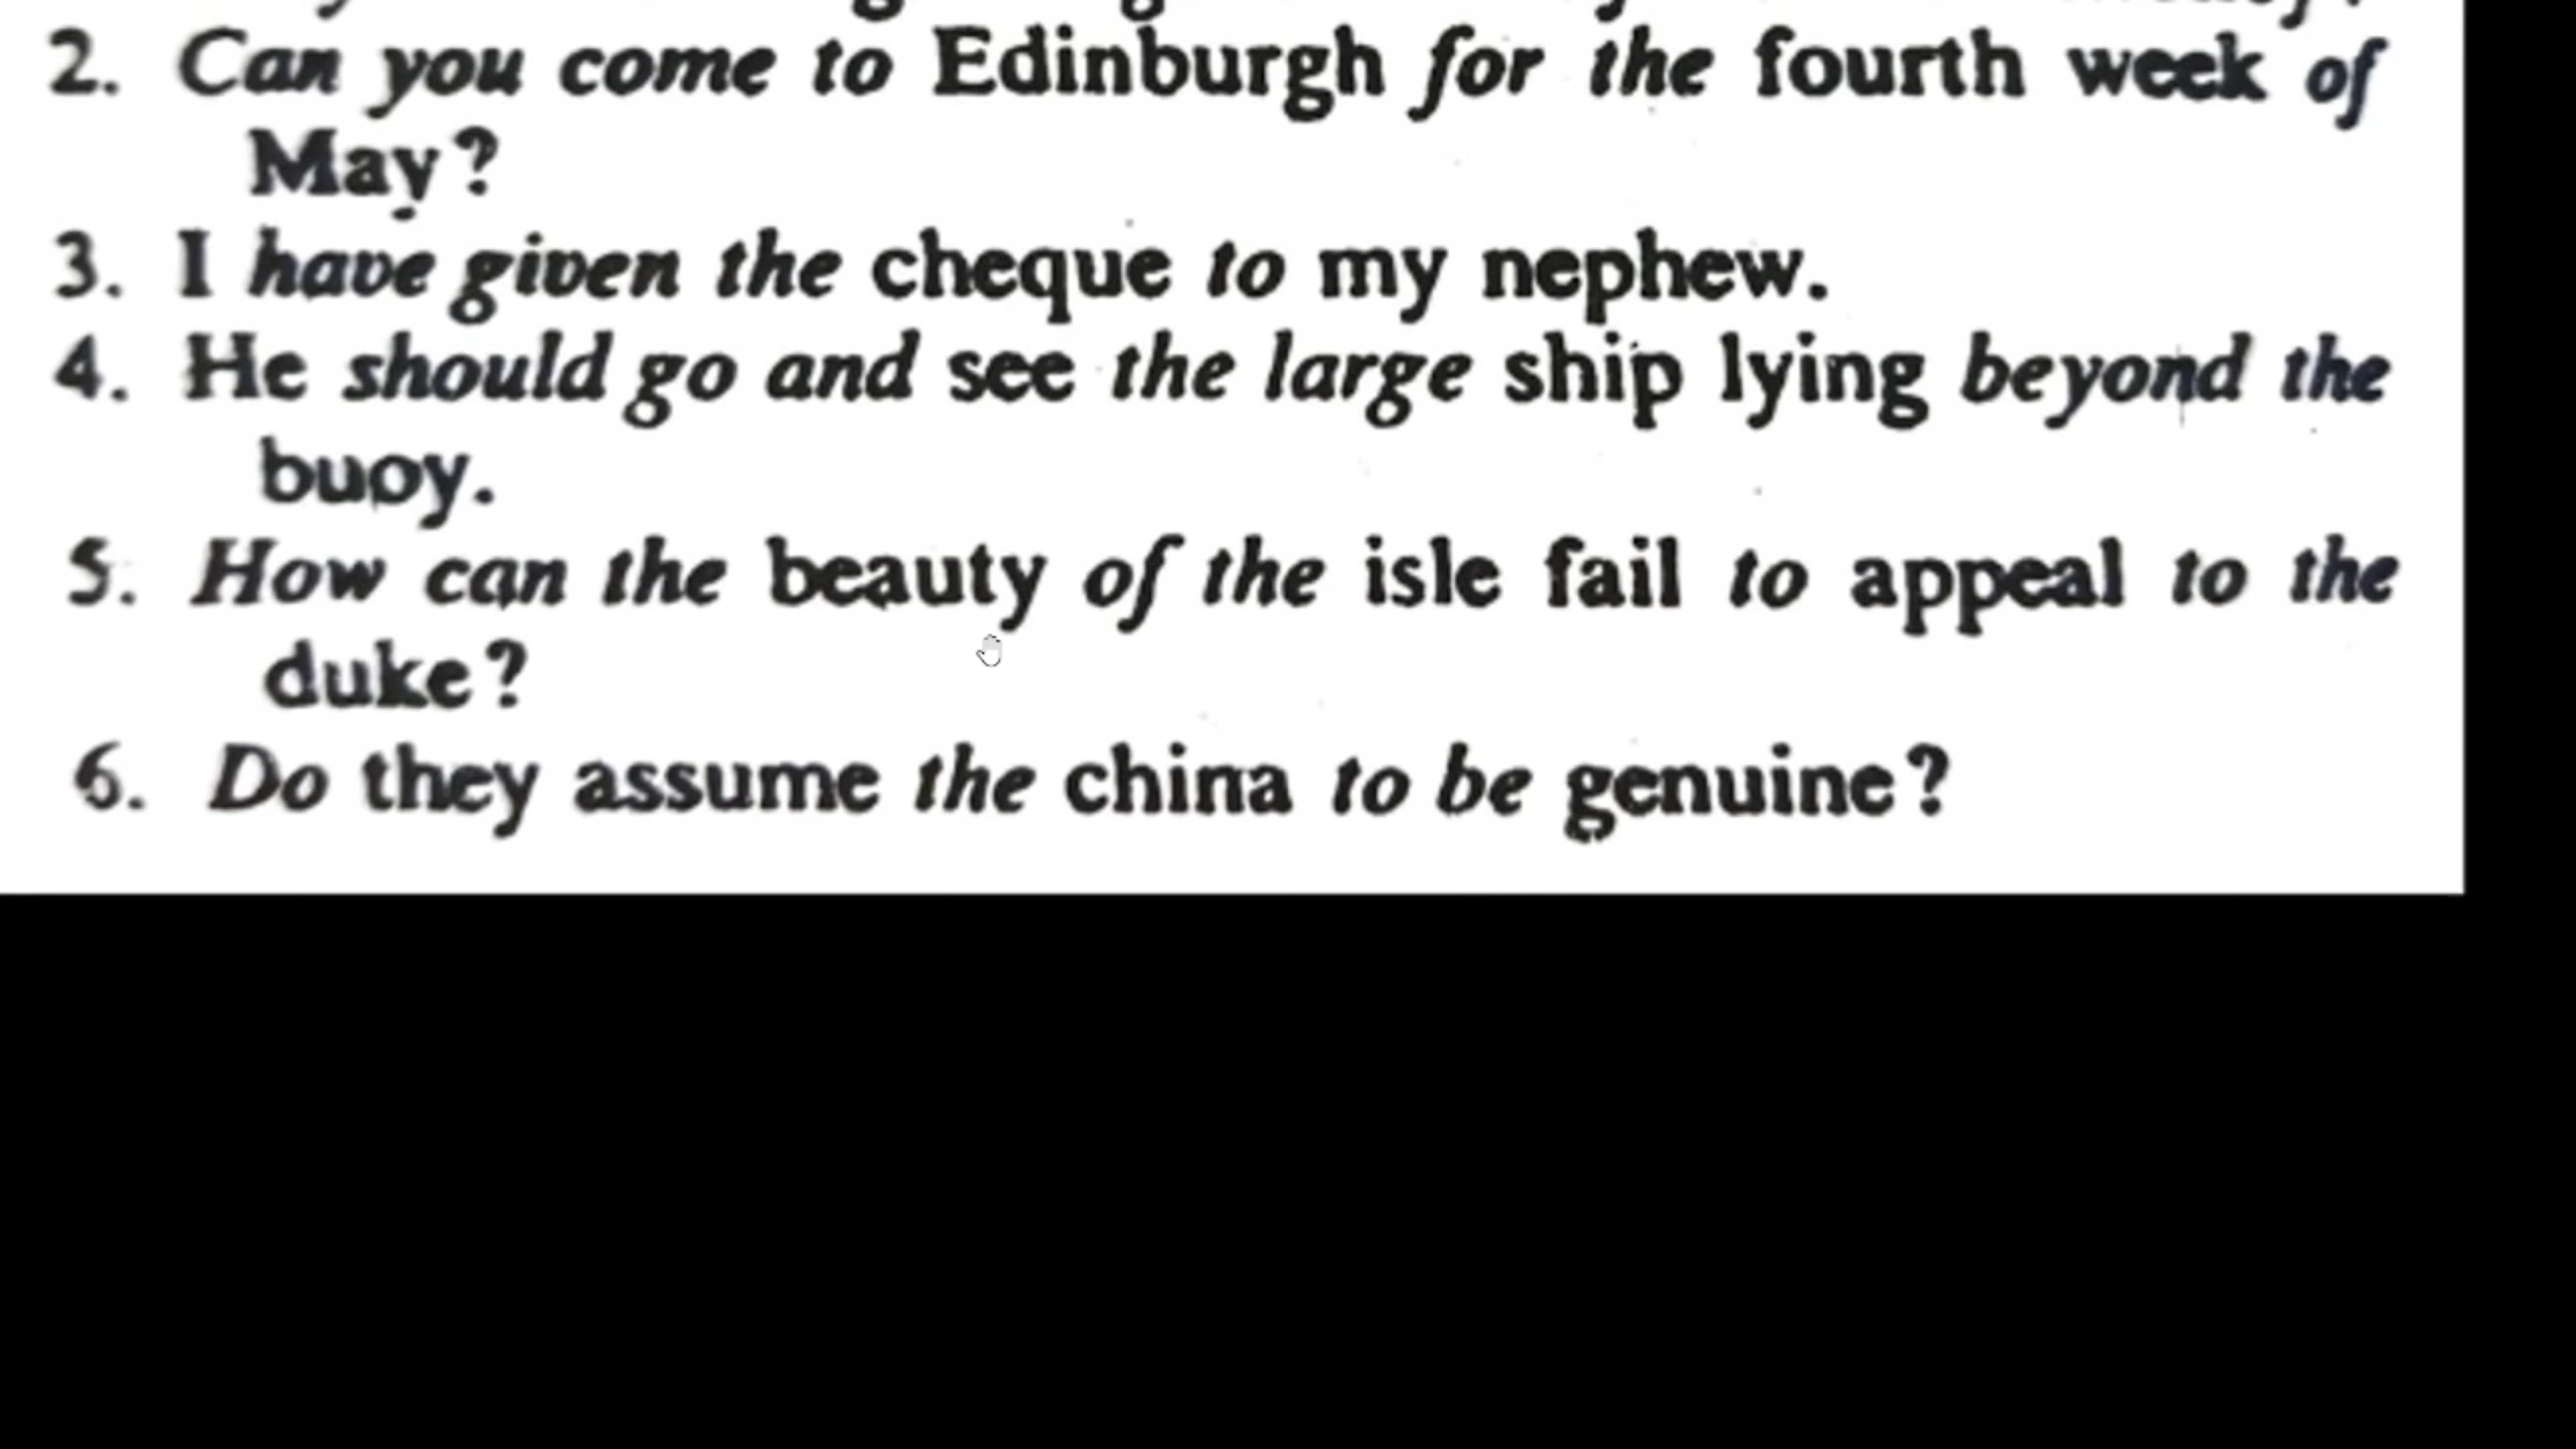 2. Can you come to Edinburgh for the fourth week of
May?
3. I have given the cheque to my nephew.
4. He should go and see the large ship lying beyond the
buoy.
5. How can the beauty of the isle fail to appeal to the
duke?
6. Do they assume the china to be genuine?